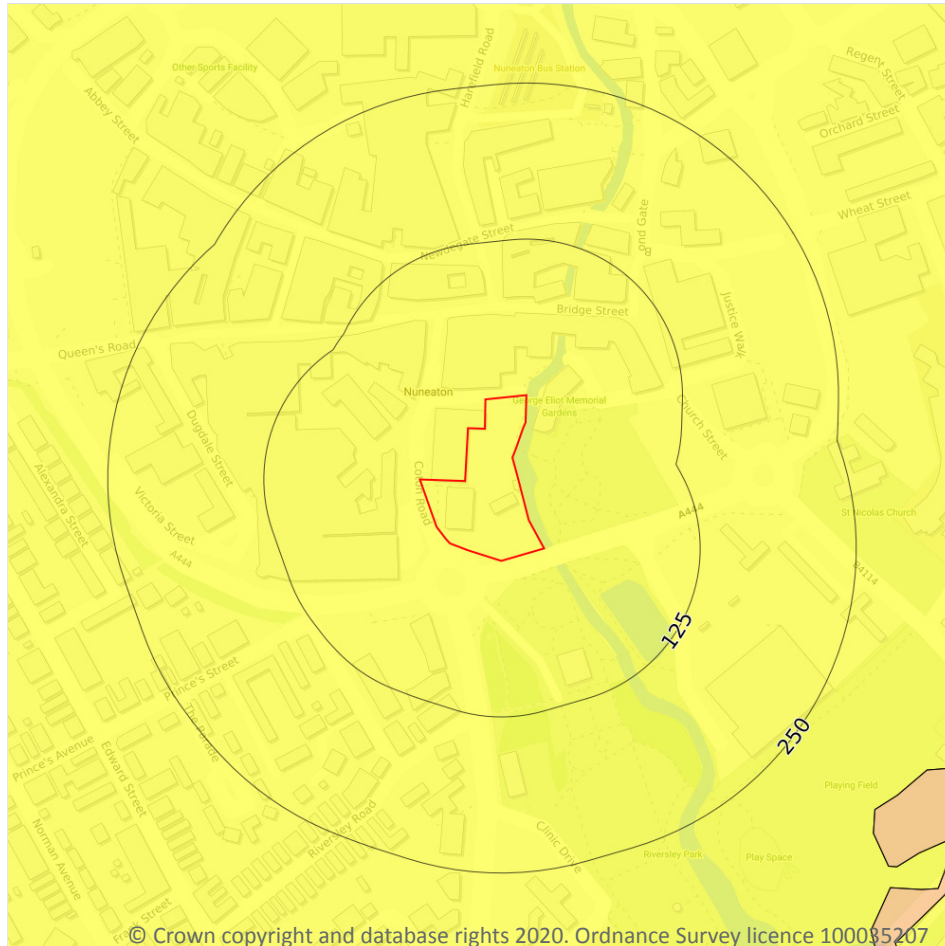 Harefield Road
Nuneaton Bus Station
Other Sports Facility
Regent Street
Abbey Street
Orchard Street
Wheat Street
Newdegate Street
Bond Gate
Bridge Street
Justice Walk
Queen's Road
Nuneaton
George Eliot Memorial
Gardens
Church Street
Dugdale Street
Coton Road
Alexandra Street
Victoria Street
A444
St Nicolas Church
A444
B4114
125
Prince's Street
The Parade
250
Prince's Avenue
Edward Street
Playing Field
Riversley Road
Norman Avenue
Clinic Drive
Riversley Park
Play Space
Frank Street
© Crown copyright and database rights 2020. Ordnance Survey licence 100035207